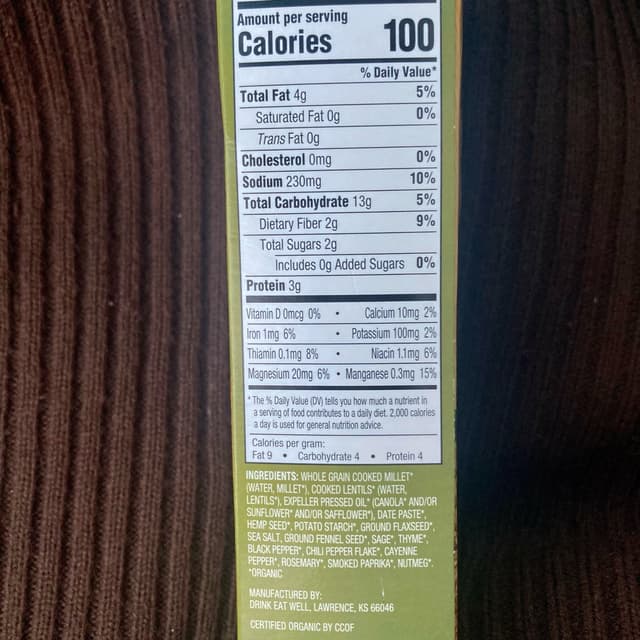 Amount per serving
Calories 100
% Daily Value*
Total Fat 4g 5%
Saturated Fat 0g 0%
Trans Fat 0g
Cholesterol 0mg 0%
Sodium 230mg 10%
Total Carbohydrate 13g 5%
Dietary Fiber 2g 9%
Total Sugars 2g
Includes 0g Added Sugars 0%
Protein 3g
Vitamin D 0mcg 0% • Calcium 10mg 2%
Iron 1mg 6% • Potassium 100mg 2%
Thiamin 0.1mg 8% • Niacin 1.1mg 6%
Magnesium 20mg 6% • Manganese 0.3mg 15%
* The % Daily Value (DV) tells you how much a nutrient in
a serving of food contributes to a daily diet. 2,000 calories
a day is used for general nutrition advice.
Calories per gram:
Fat 9 • Carbohydrate 4 • Protein 4
INGREDIENTS: WHOLE GRAIN COOKED MILLET*
(WATER, MILLET*), COOKED LENTILS* (WATER,
LENTILS*), EXPELLER PRESSED OIL* (CANOLA* AND/OR
SUNFLOWER* AND/OR SAFFLOWER*), DATE PASTE*,
HEMP SEED*, POTATO STARCH*, GROUND FLAXSEED*,
SEA SALT, GROUND FENNEL SEED*, SAGE*, THYME*,
BLACK PEPPER*, CHILI PEPPER FLAKE*, CAYENNE
PEPPER*, ROSEMARY*, SMOKED PAPRIKA*, NUTMEG*.
*ORGANIC
MANUFACTURED BY:
DRINK EAT WELL, LAWRENCE, KS 66046
CERTIFIED ORGANIC BY CCOF